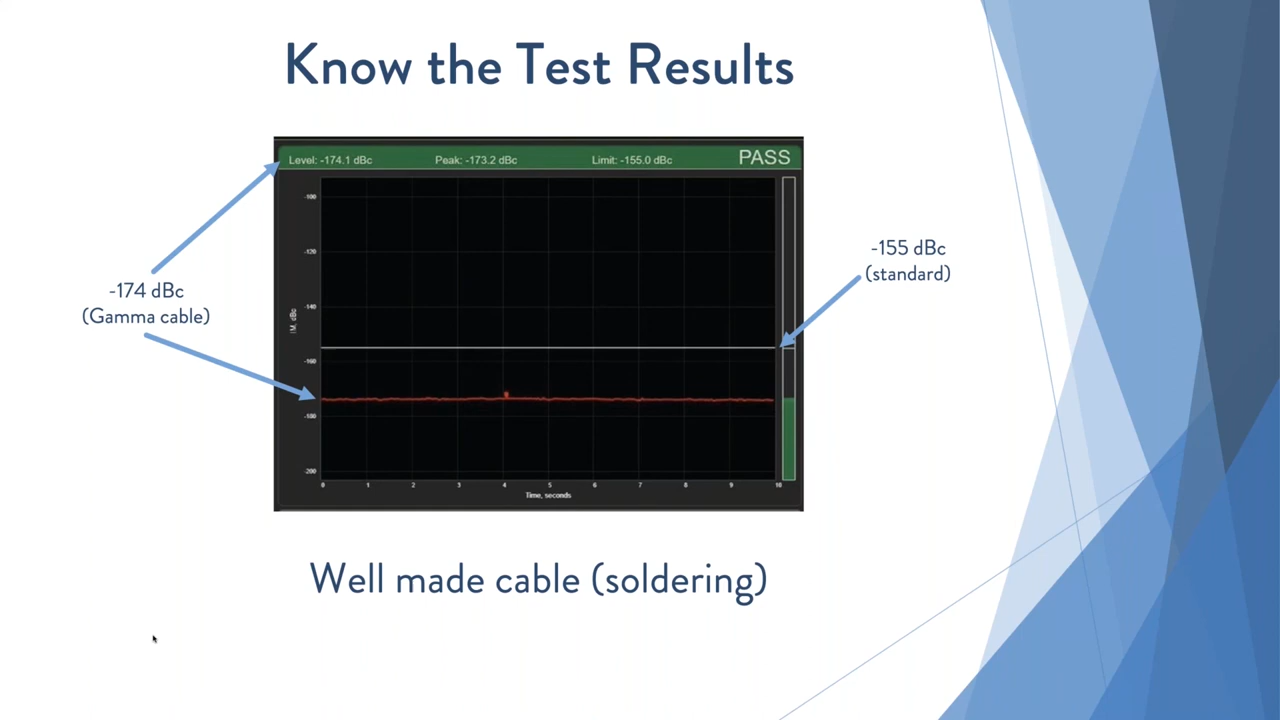 Know the Test Results
Level: -174.1 dBc Peak: -173.2 dBc Limit: -155.0 dBc PASS
-100
-120
-140
-160
-180
-200
IM, dBc
0 1 2 3 4 5 6 7 8 9 10
Time, seconds
-174 dBc
(Gamma cable)
-155 dBc
(standard)
Well made cable (soldering)